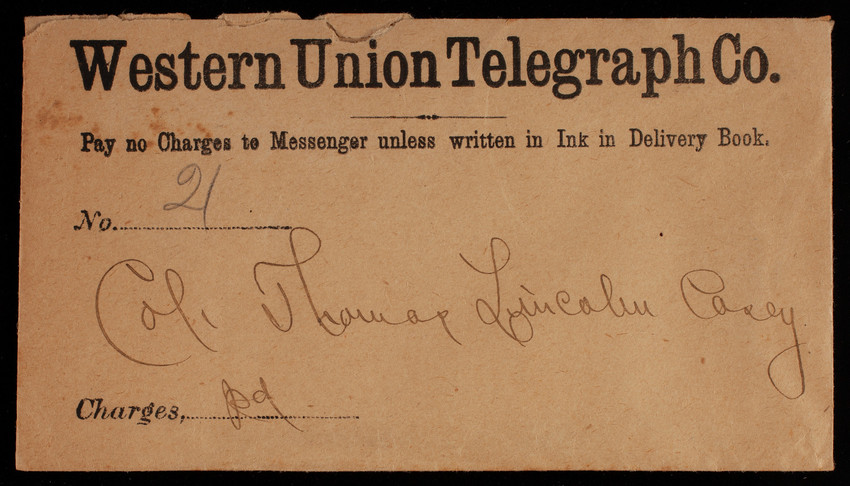 Western Union Telegraph Co.
Pay no Charges to Messenger unless written in Ink in Delivery Book.
No. 21
Col. Thomas Lincoln Casey
Charges, pd